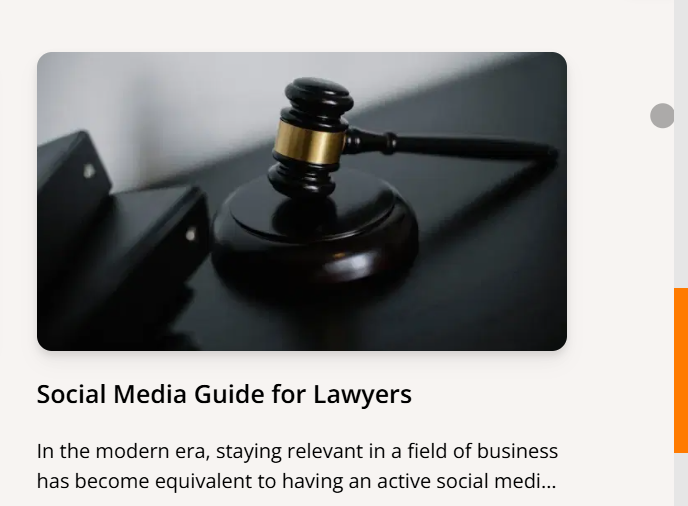 Social Media Guide for Lawyers
In the modern era, staying relevant in a field of business
has become equivalent to having an active social medi...